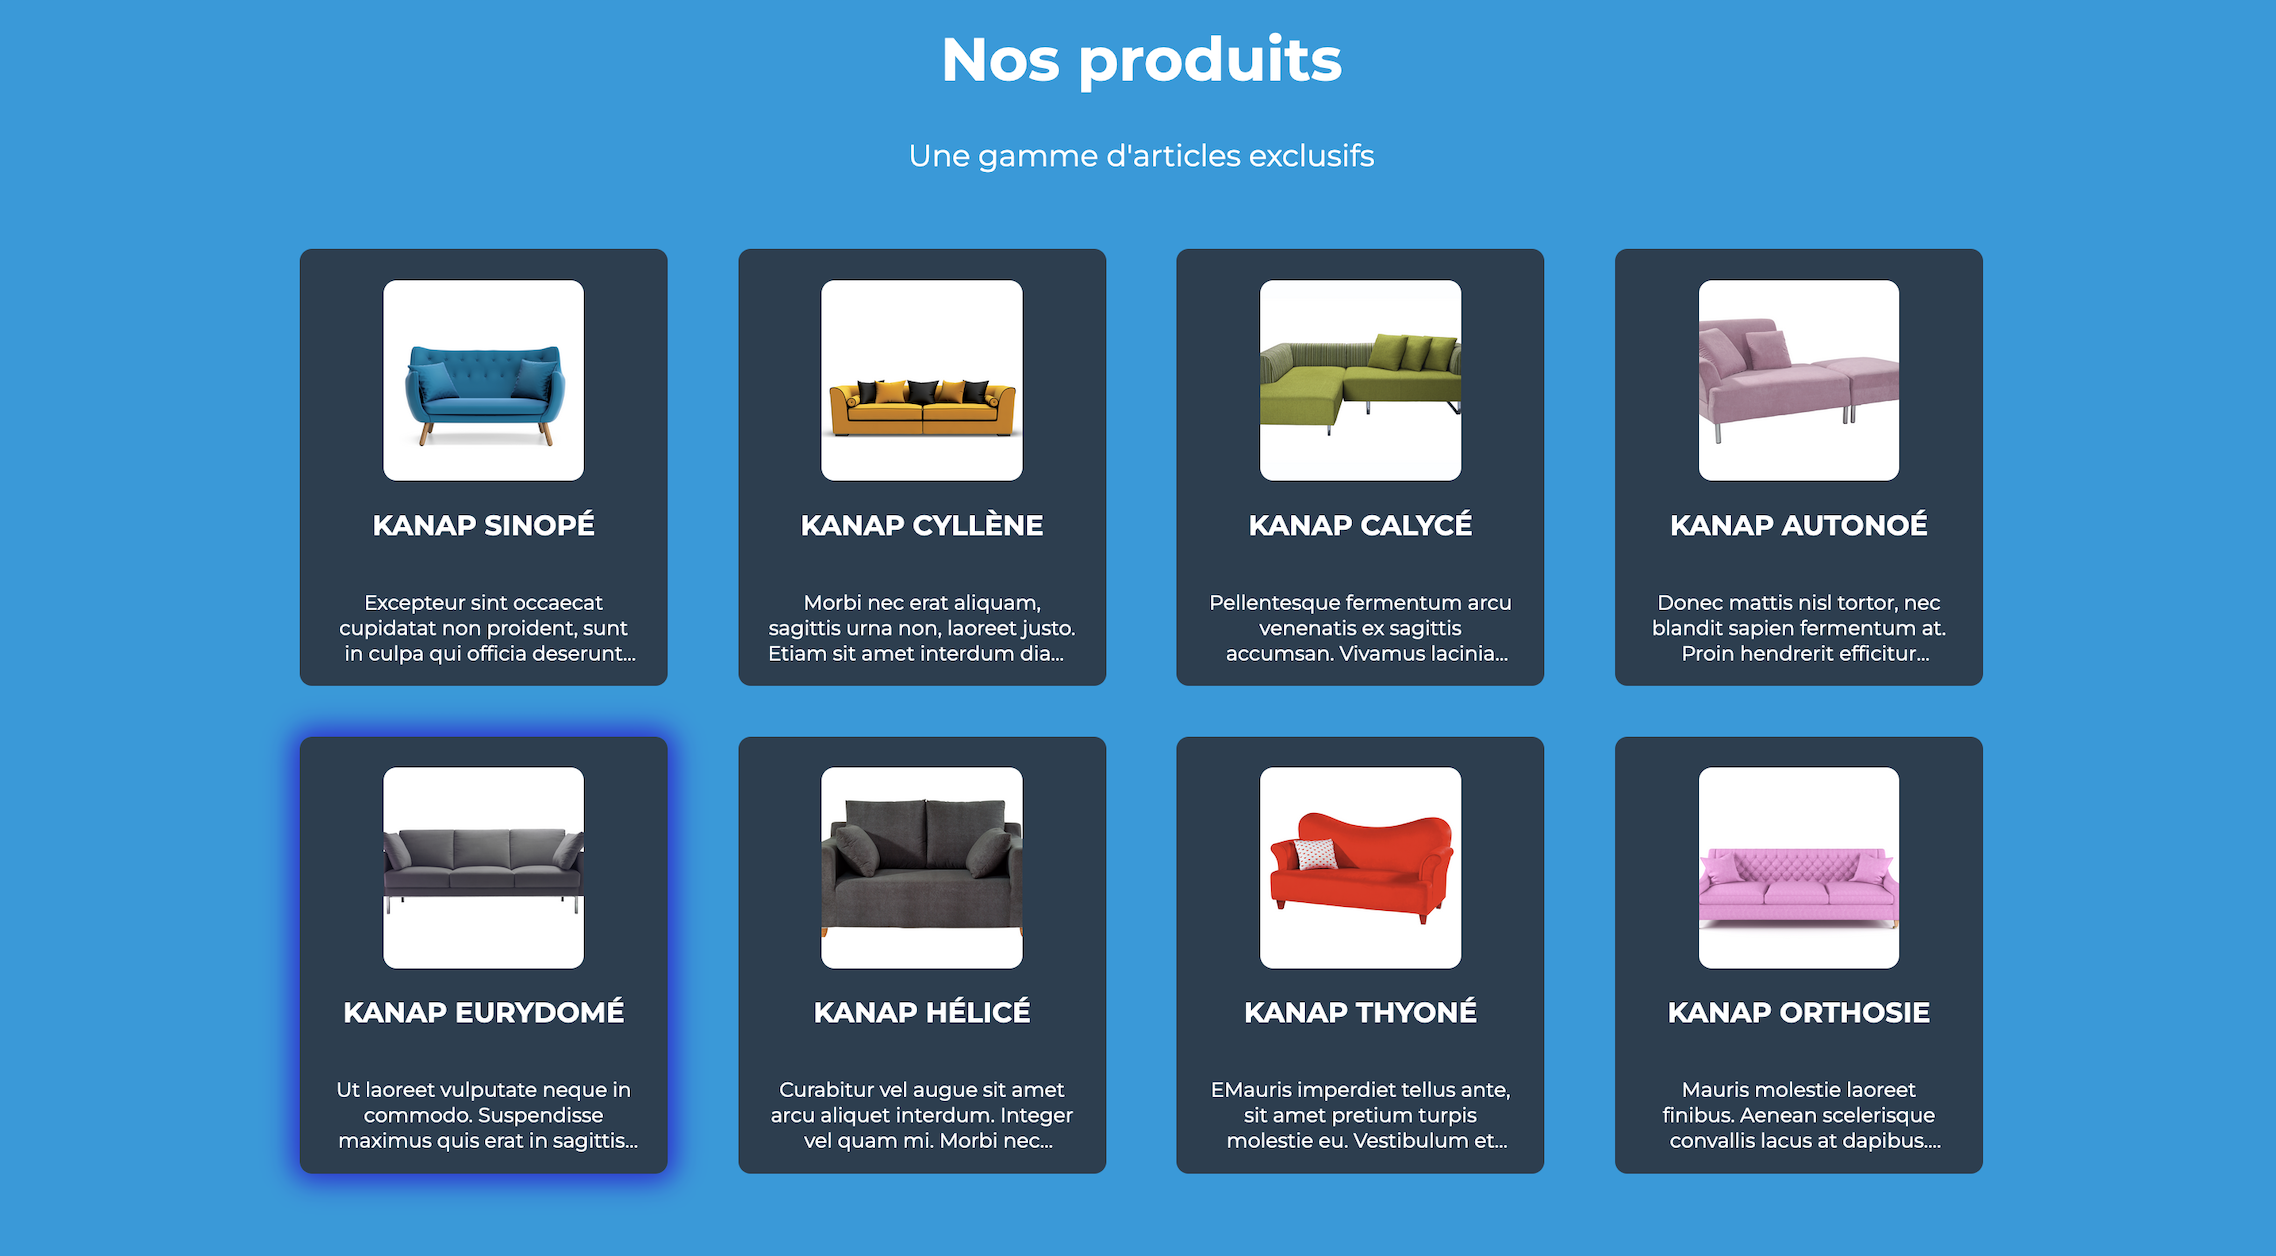 Nos produits
Une gamme d'articles exclusifs
KANAP SINOPÉ
Excepteur sint occaecat
cupidatat non proident, sunt
in culpa qui officia deserunt...
KANAP CYLLÈNE
Morbi nec erat aliquam,
sagittis urna non, laoreet justo.
Etiam sit amet interdum dia...
KANAP CALYCÉ
Pellentesque fermentum arcu
venenatis ex sagittis
accumsan. Vivamus lacinia...
KANAP AUTONOÉ
Donec mattis nisl tortor, nec
blandit sapien fermentum at.
Proin hendrerit efficitur...
KANAP EURYDOMÉ
Ut laoreet vulputate neque in
commodo. Suspendisse
maximus quis erat in sagittis...
KANAP HÉLICÉ
Curabitur vel augue sit amet
arcu aliquet interdum. Integer
vel quam mi. Morbi nec...
KANAP THYONÉ
EMauris imperdiet tellus ante,
sit amet pretium turpis
molestie eu. Vestibulum et...
KANAP ORTHOSIE
Mauris molestie laoreet
finibus. Aenean scelerisque
convallis lacus at dapibus....